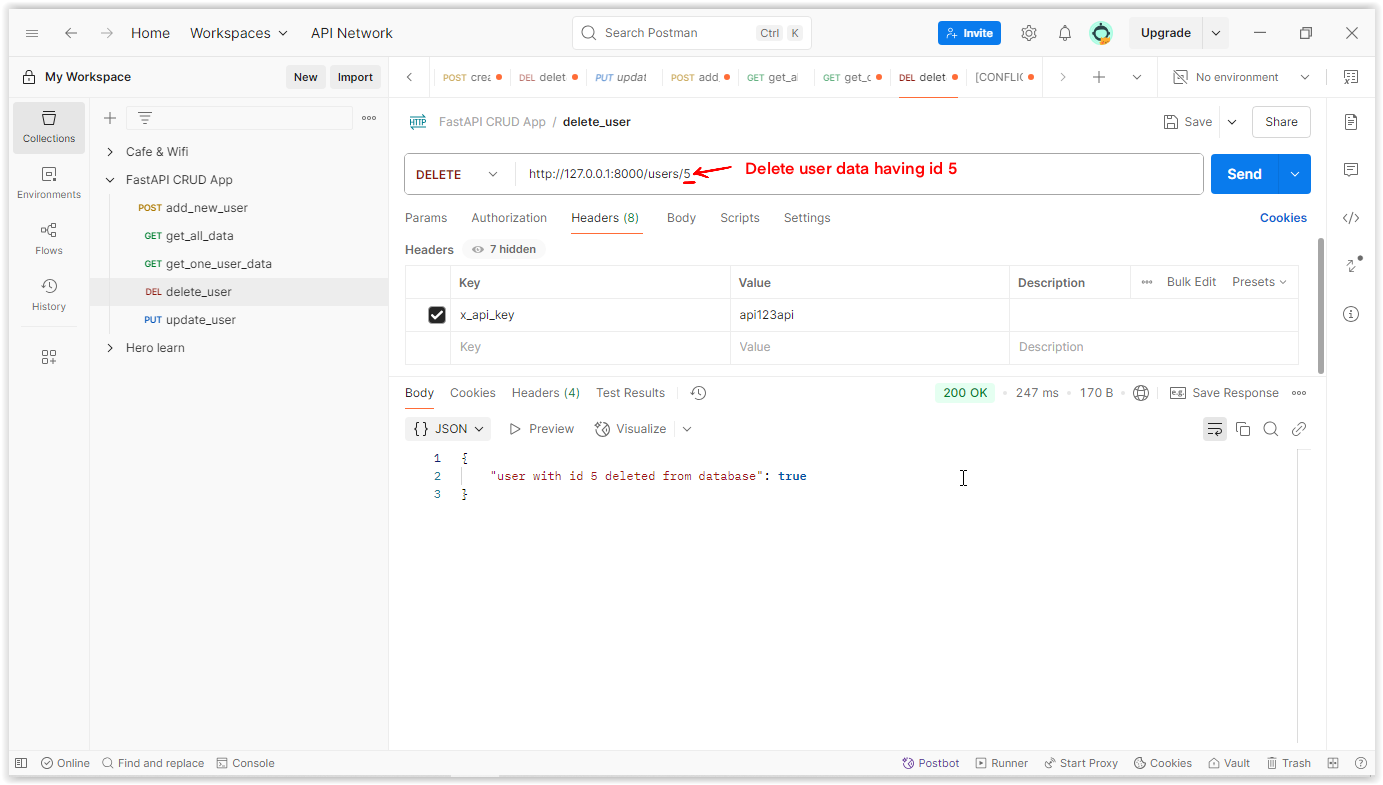 Home Workspaces API Network Search Postman Ctrl K Invite Upgrade
My Workspace New Import POST crea DEL delet PUT updat POST add GET get_al GET get_c DEL delet [CONFLIC No environment
Collections
Environments
Flows
History
Cafe & Wifi
FastAPI CRUD App
POST add_new_user
GET get_all_data
GET get_one_user_data
DEL delete_user
PUT update_user
Hero learn
HTTP FastAPI CRUD App / delete_user Save Share
DELETE http://127.0.0.1:8000/users/5 Delete user data having id 5 Send
Params Authorization Headers (8) Body Scripts Settings Cookies
Headers 7 hidden
Key Value Description Bulk Edit Presets
x_api_key api123api
Key Value Description
Body Cookies Headers (4) Test Results 200 OK 247 ms 170 B e.g. Save Response
{} JSON Preview Visualize
1 {
2 "user with id 5 deleted from database": true
3 }
Online Find and replace Console Postbot Runner Start Proxy Cookies Vault Trash